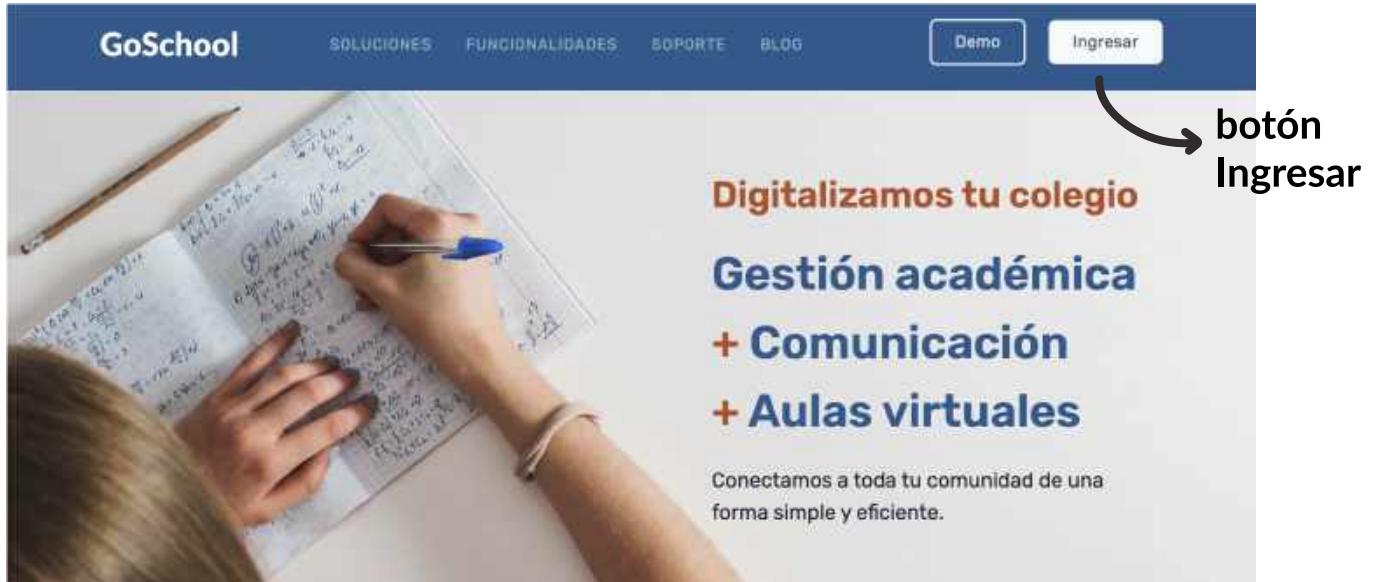 GoSchool
SOLUCIONES FUNCIONALIDADES SOPORTE BLOG
Demo
Ingresar
botón
Ingresar
Digitalizamos tu colegio
Gestión académica
+ Comunicación
+ Aulas virtuales
Conectamos a toda tu comunidad de una
forma simple y eficiente.